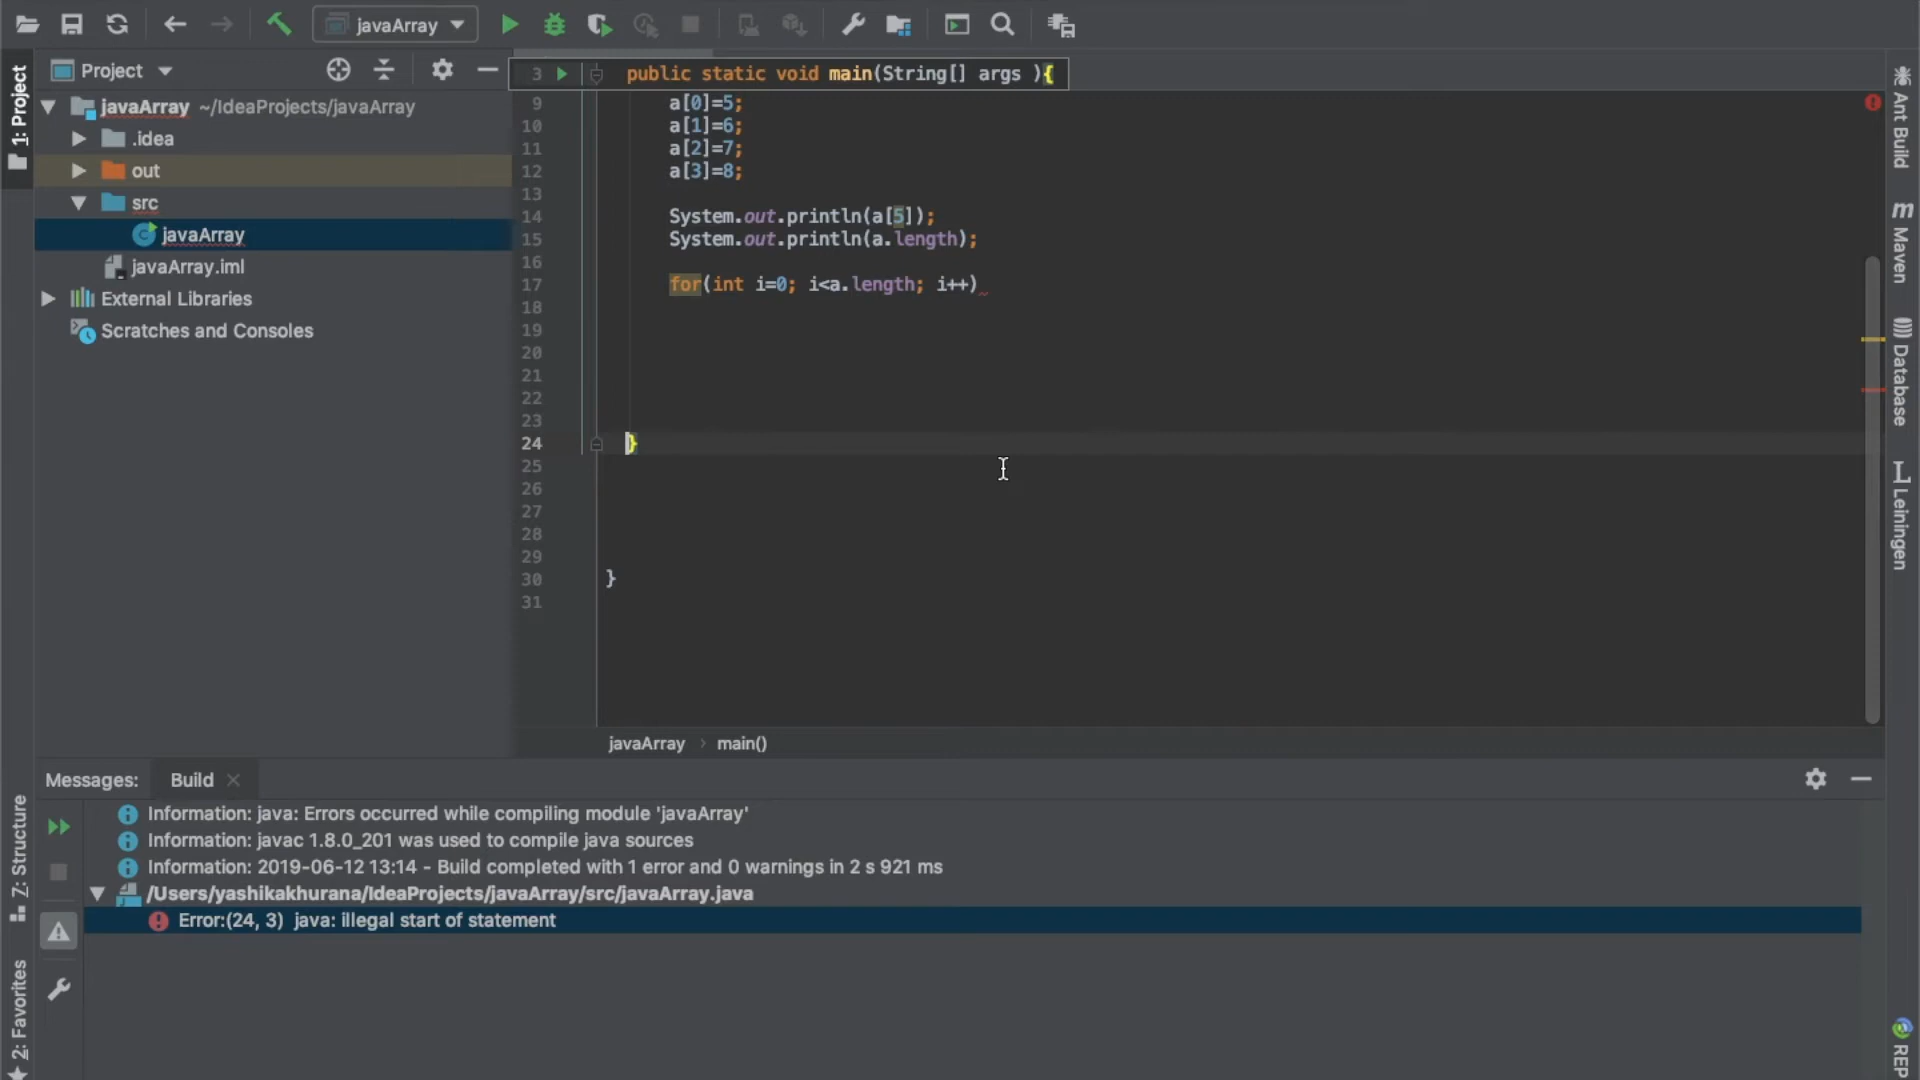 javaArray
Project
1: Project
javaArray ~/IdeaProjects/javaArray
.idea
out
src
javaArray
javaArray.iml
External Libraries
Scratches and Consoles
3 public static void main(String[] args ){
9 a[0]=5;
10 a[1]=6;
11 a[2]=7;
12 a[3]=8;
13
14 System.out.println(a[5]);
15 System.out.println(a.length);
16
17 for(int i=0; i<a.length; i++)
18
19
20
21
22
23
24 }
25
26
27
28
29
30 }
31
javaArray > main()
Ant Build
m Maven
Database
Leiningen
REP
Messages: Build
Information: java: Errors occurred while compiling module 'javaArray'
Information: javac 1.8.0_201 was used to compile java sources
Information: 2019-06-12 13:14 - Build completed with 1 error and 0 warnings in 2 s 921 ms
/Users/yashikakhurana/IdeaProjects/javaArray/src/javaArray.java
Error:(24, 3) java: illegal start of statement
Z: Structure
2: Favorites